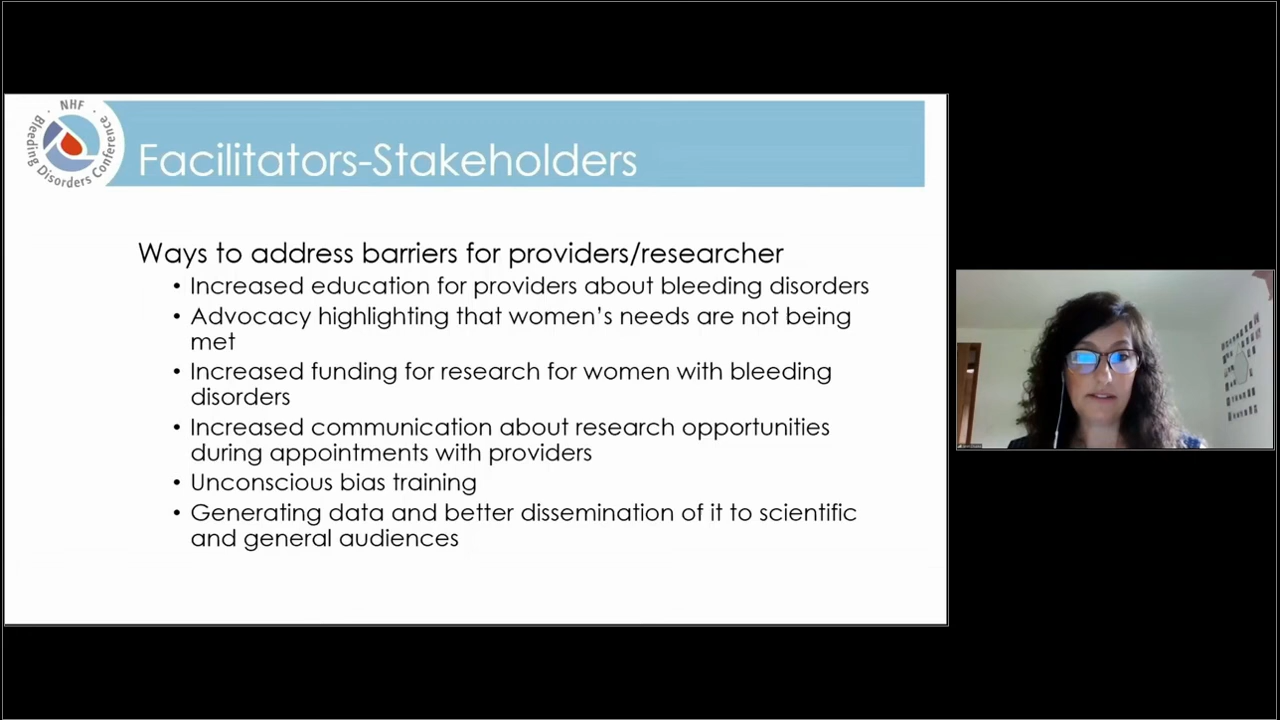 NHF
Bleeding Disorders Conference
Facilitators-Stakeholders
Ways to address barriers for providers/researcher
• Increased education for providers about bleeding disorders
• Advocacy highlighting that women's needs are not being
met
• Increased funding for research for women with bleeding
disorders
• Increased communication about research opportunities
during appointments with providers
• Unconscious bias training
• Generating data and better dissemination of it to scientific
and general audiences